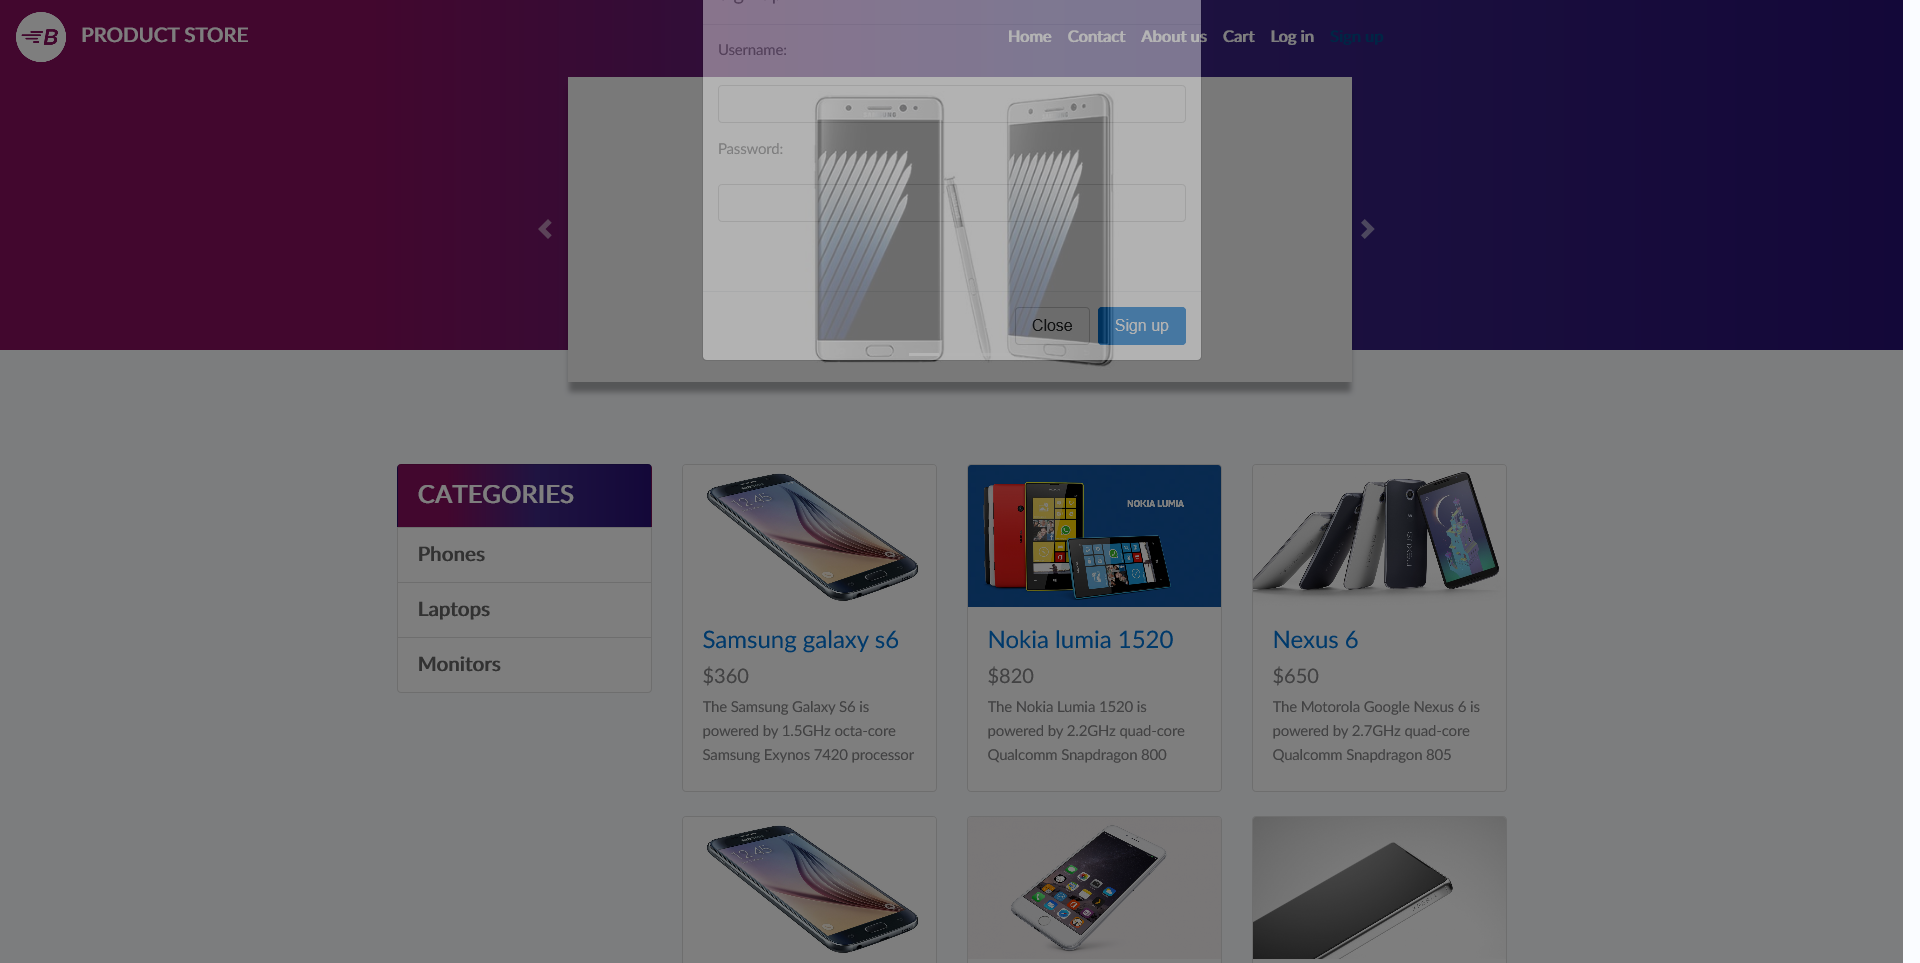 PRODUCT STORE
Home Contact About us Cart Log in Sign up
Username:
Password:
Close Sign up
CATEGORIES
Phones
Laptops
Monitors
NOKIA LUMIA
Samsung galaxy s6
$360
The Samsung Galaxy S6 is
powered by 1.5GHz octa-core
Samsung Exynos 7420 processor
Nokia lumia 1520
$820
The Nokia Lumia 1520 is
powered by 2.2GHz quad-core
Qualcomm Snapdragon 800
Nexus 6
$650
The Motorola Google Nexus 6 is
powered by 2.7GHz quad-core
Qualcomm Snapdragon 805